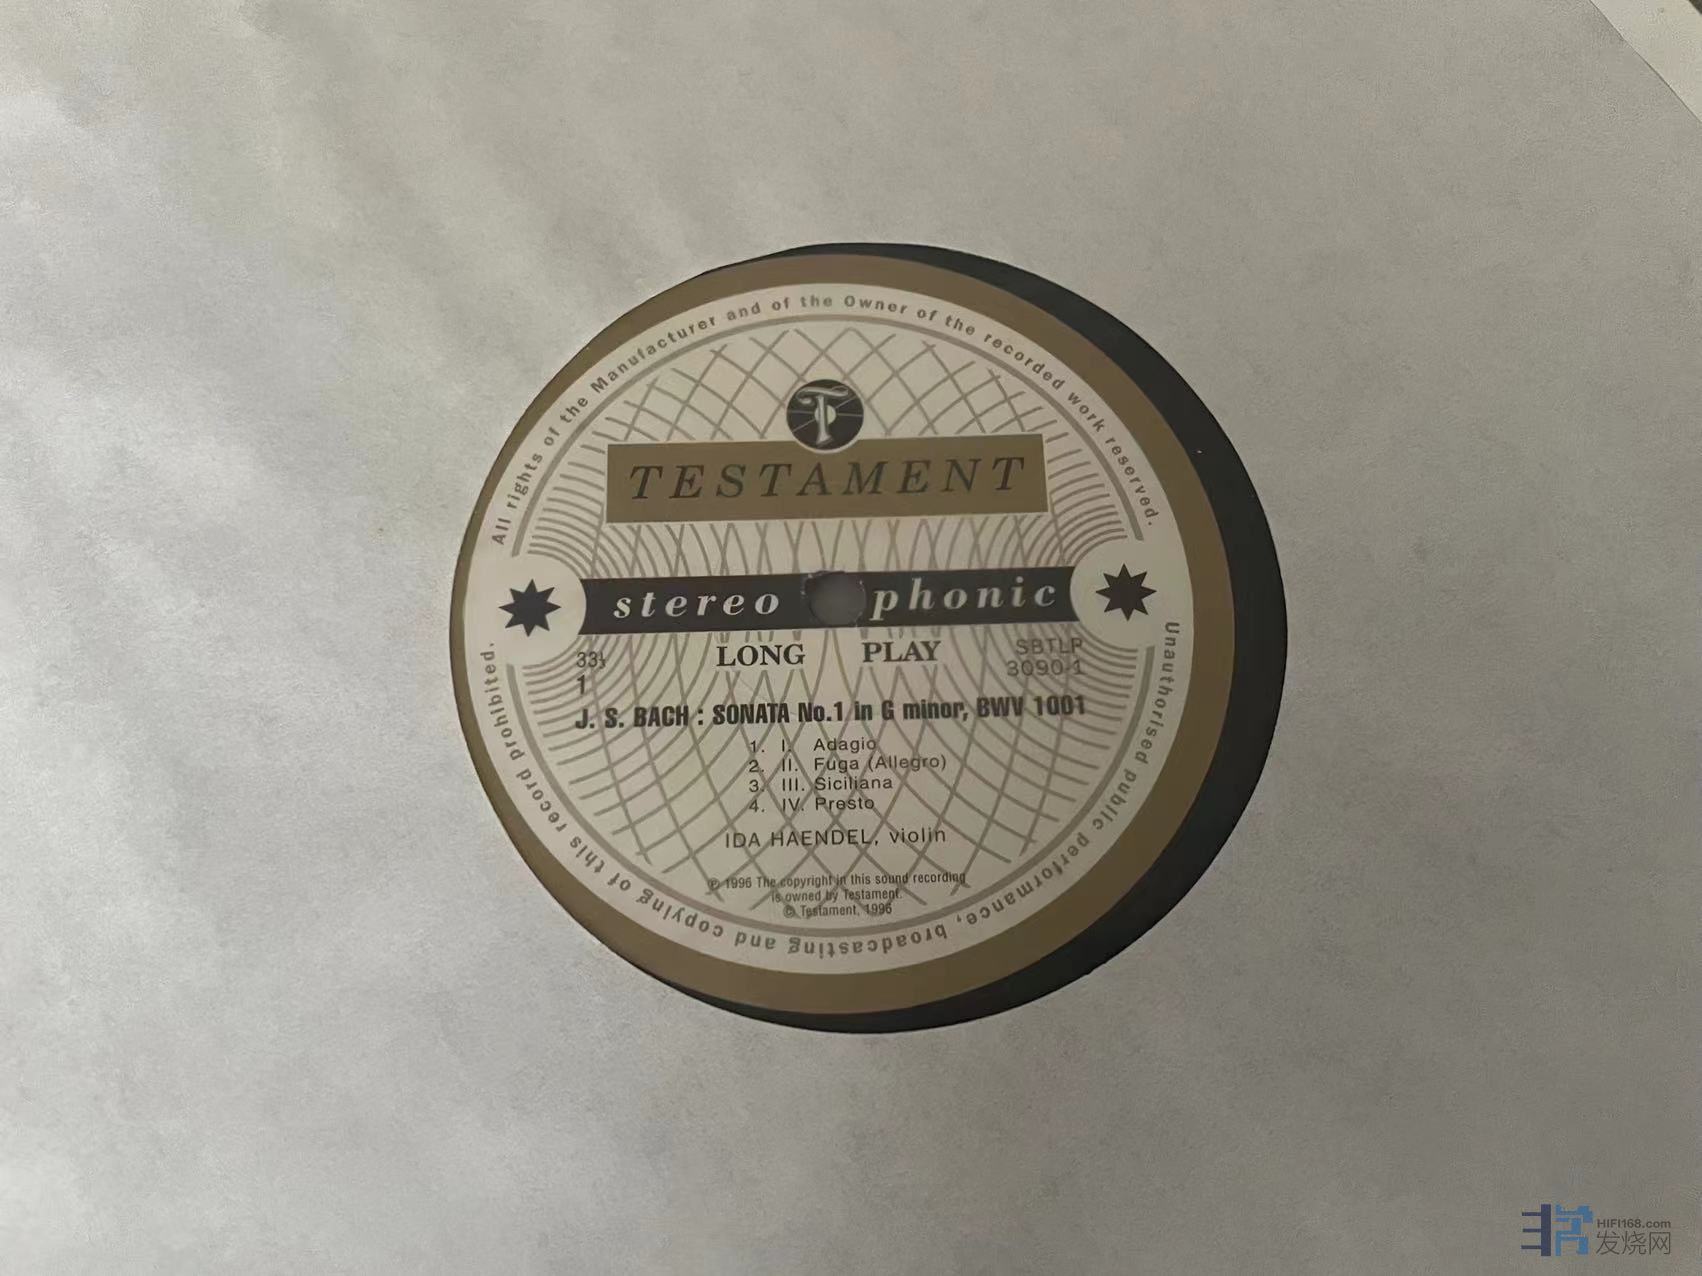 All rights of the Manufacturer and of the Owner of the recorded work reserved.
T
TESTAMENT
stereo phonic
33⅓ LONG PLAY SBTLP
1 3090-1
J. S. BACH : SONATA No.1 in G minor, BWV 1001
1. I. Adagio
2. II. Fuga (Allegro)
3. III. Siciliana
4. IV. Presto
IDA HAENDEL, violin
℗ 1996 The copyright in this sound recording
is owned by Testament.
© Testament, 1996
Unauthorised public performance, broadcasting and copying of this record prohibited.
HIFI168.com
发烧网